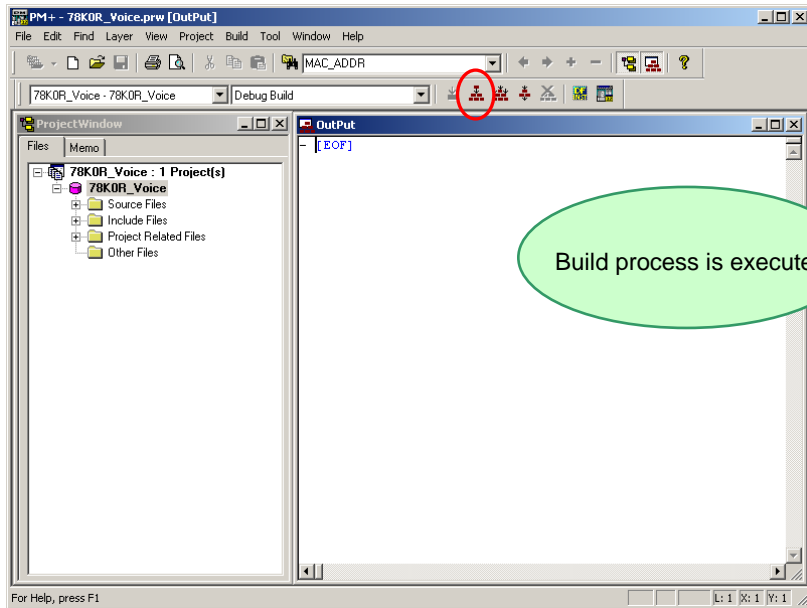 PM+ - 78K0R_Voice.prw [OutPut]
File Edit Find Layer View Project Build Tool Window Help
MAC_ADDR
78K0R_Voice - 78K0R_Voice Debug Build
ProjectWindow
OutPut
Files Memo
[EOF]
78K0R_Voice : 1 Project(s)
78K0R_Voice
Source Files
Include Files
Project Related Files
Other Files
Build process is execute
For Help, press F1
L: 1 X: 1 Y: 1